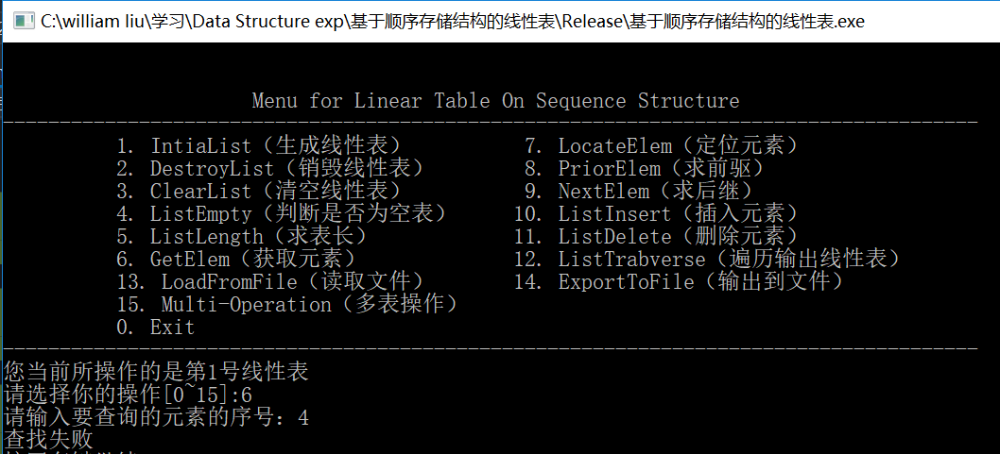 C:\william liu\学习\Data Structure exp\基于顺序存储结构的线性表\Release\基于顺序存储结构的线性表.exe
Menu for Linear Table On Sequence Structure
------------------------------------------------------------------------------------
1. IntiaList（生成线性表） 7. LocateElem（定位元素）
2. DestroyList（销毁线性表） 8. PriorElem（求前驱）
3. ClearList（清空线性表） 9. NextElem（求后继）
4. ListEmpty（判断是否为空表） 10. ListInsert（插入元素）
5. ListLength（求表长） 11. ListDelete（删除元素）
6. GetElem（获取元素） 12. ListTrabverse（遍历输出线性表）
13. LoadFromFile（读取文件） 14. ExportToFile（输出到文件）
15. Multi-Operation（多表操作）
0. Exit
------------------------------------------------------------------------------------
您当前所操作的是第1号线性表
请选择你的操作[0~15]:6
请输入要查询的元素的序号：4
查找失败